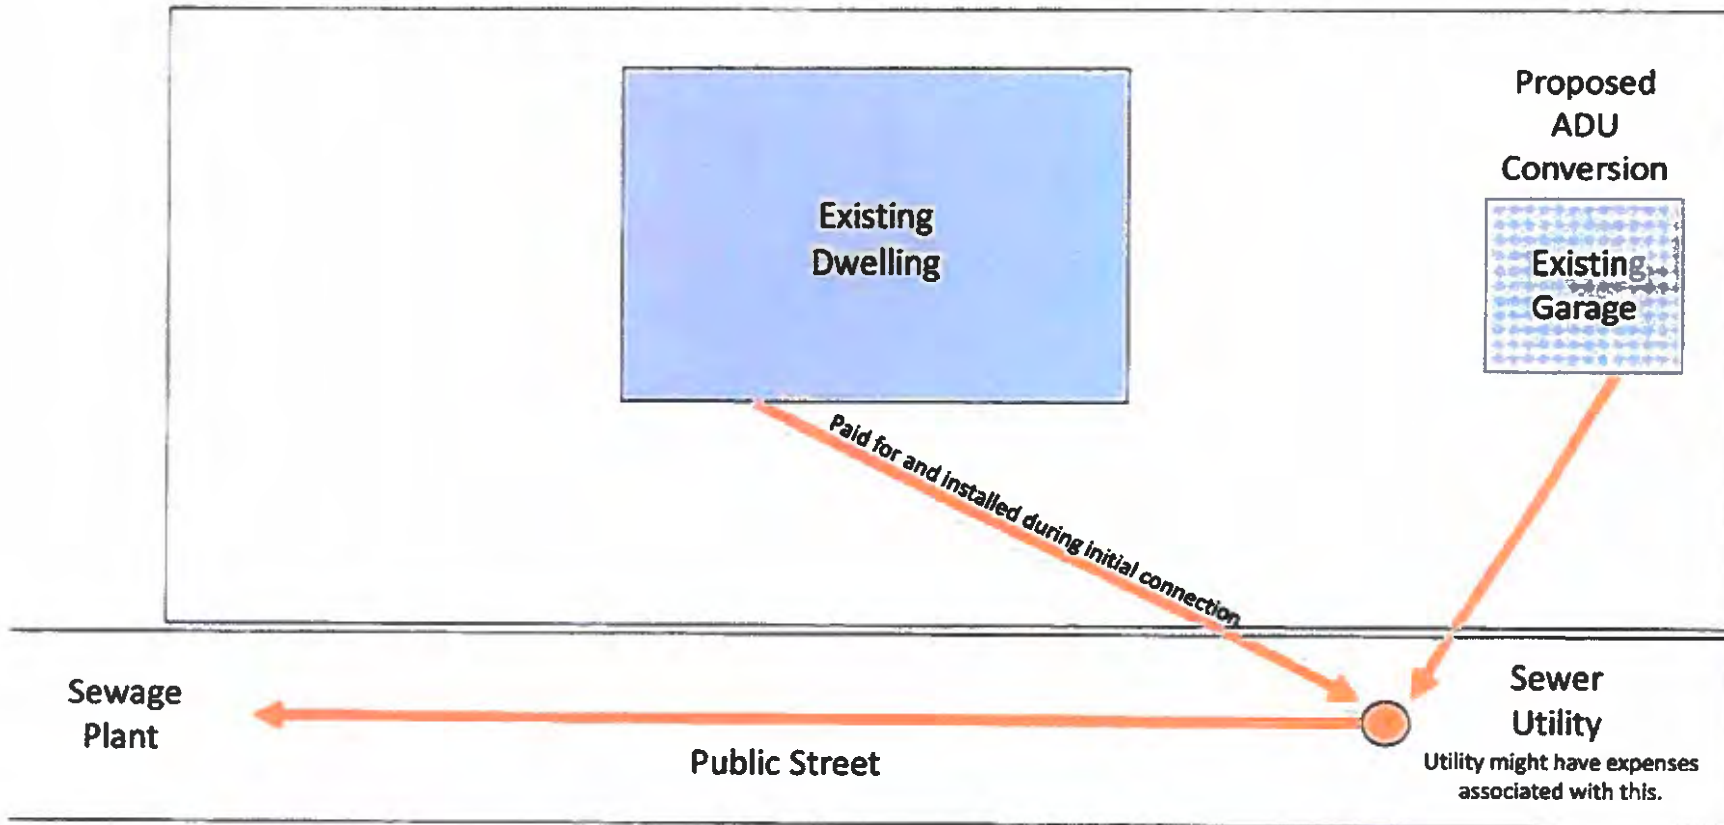 Proposed
ADU
Conversion
Existing
Dwelling
Existing
Garage
Paid for and installed during initial connection
Sewage
Plant
Public Street
Sewer
Utility
Utility might have expenses
associated with this.